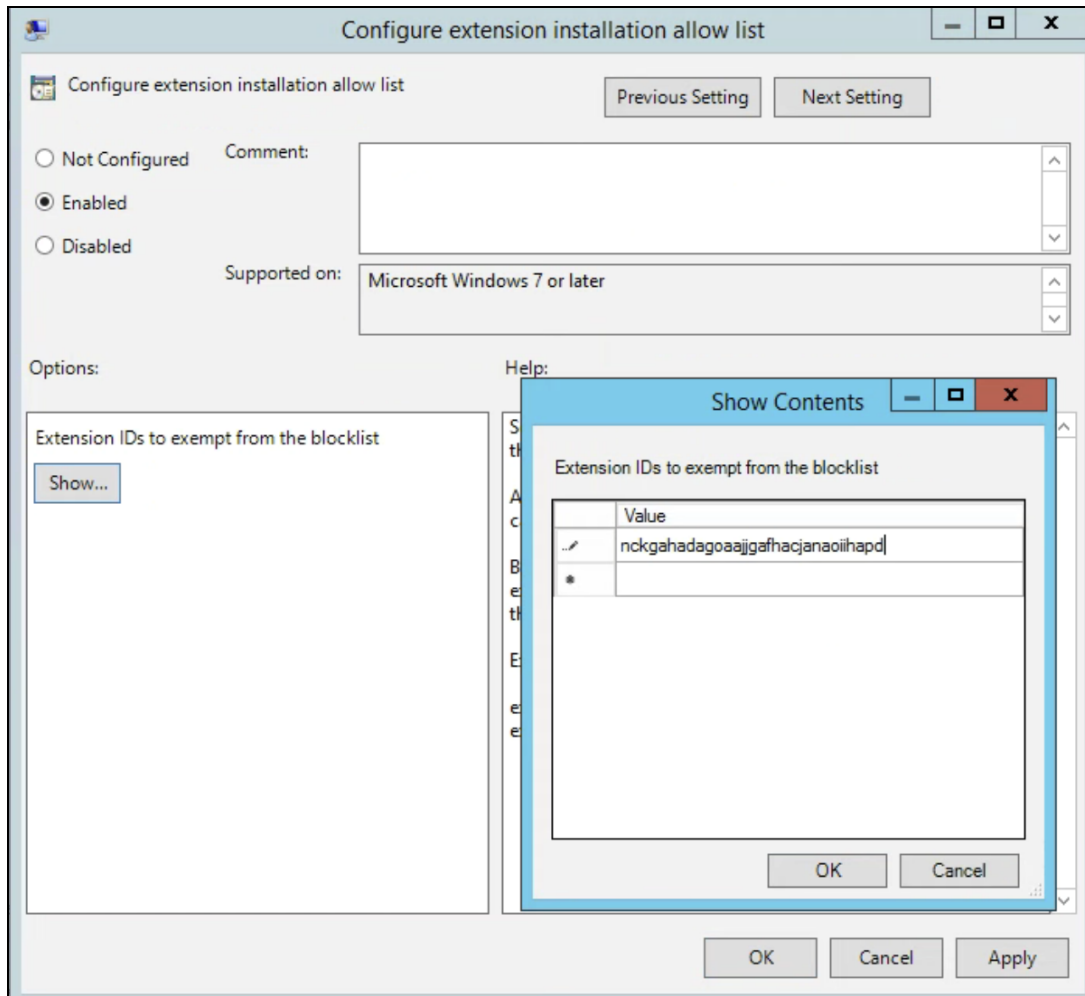 Configure extension installation allow list
Configure extension installation allow list
Previous Setting
Next Setting
Not Configured
Comment:
Enabled
Disabled
Supported on:
Microsoft Windows 7 or later
Options:
Help:
Extension IDs to exempt from the blocklist
Show...
Show Contents
Extension IDs to exempt from the blocklist
Value
nckgahadagoaajjgafhacjanaoiihapd
OK
Cancel
OK
Cancel
Apply